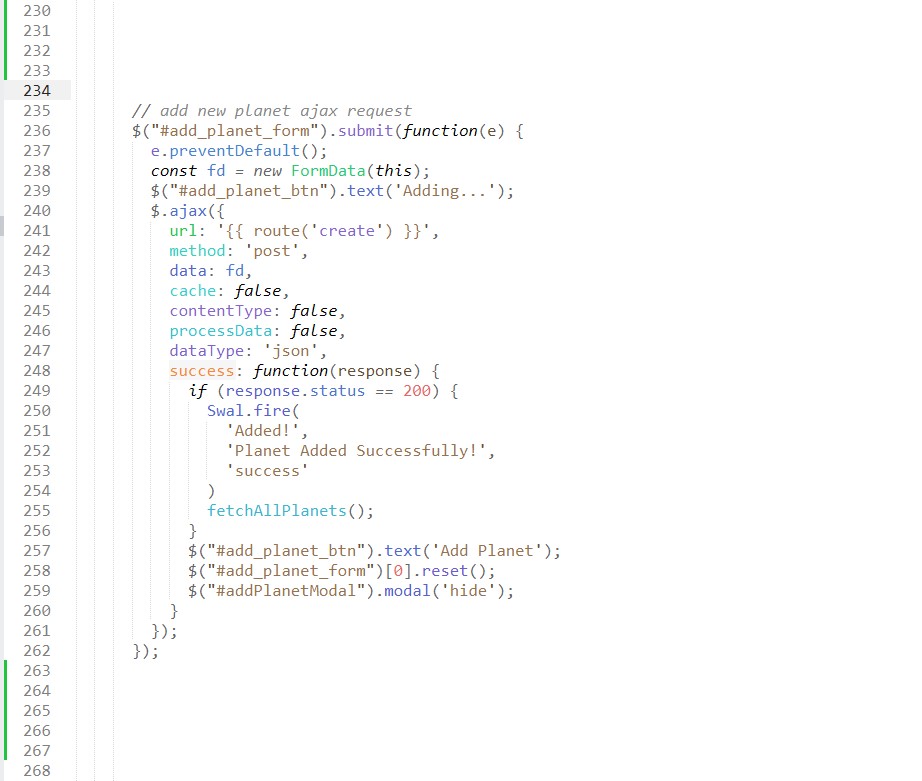 230
231
232
233
234
235 // add new planet ajax request
236 $("#add_planet_form").submit(function(e) {
237 e.preventDefault();
238 const fd = new FormData(this);
239 $("#add_planet_btn").text('Adding...');
240 $.ajax({
241 url: '{{ route('create') }}',
242 method: 'post',
243 data: fd,
244 cache: false,
245 contentType: false,
246 processData: false,
247 dataType: 'json',
248 success: function(response) {
249 if (response.status == 200) {
250 Swal.fire(
251 'Added!',
252 'Planet Added Successfully!',
253 'success'
254 )
255 fetchAllPlanets();
256 }
257 $("#add_planet_btn").text('Add Planet');
258 $("#add_planet_form")[0].reset();
259 $("#addPlanetModal").modal('hide');
260 }
261 });
262 });
263
264
265
266
267
268